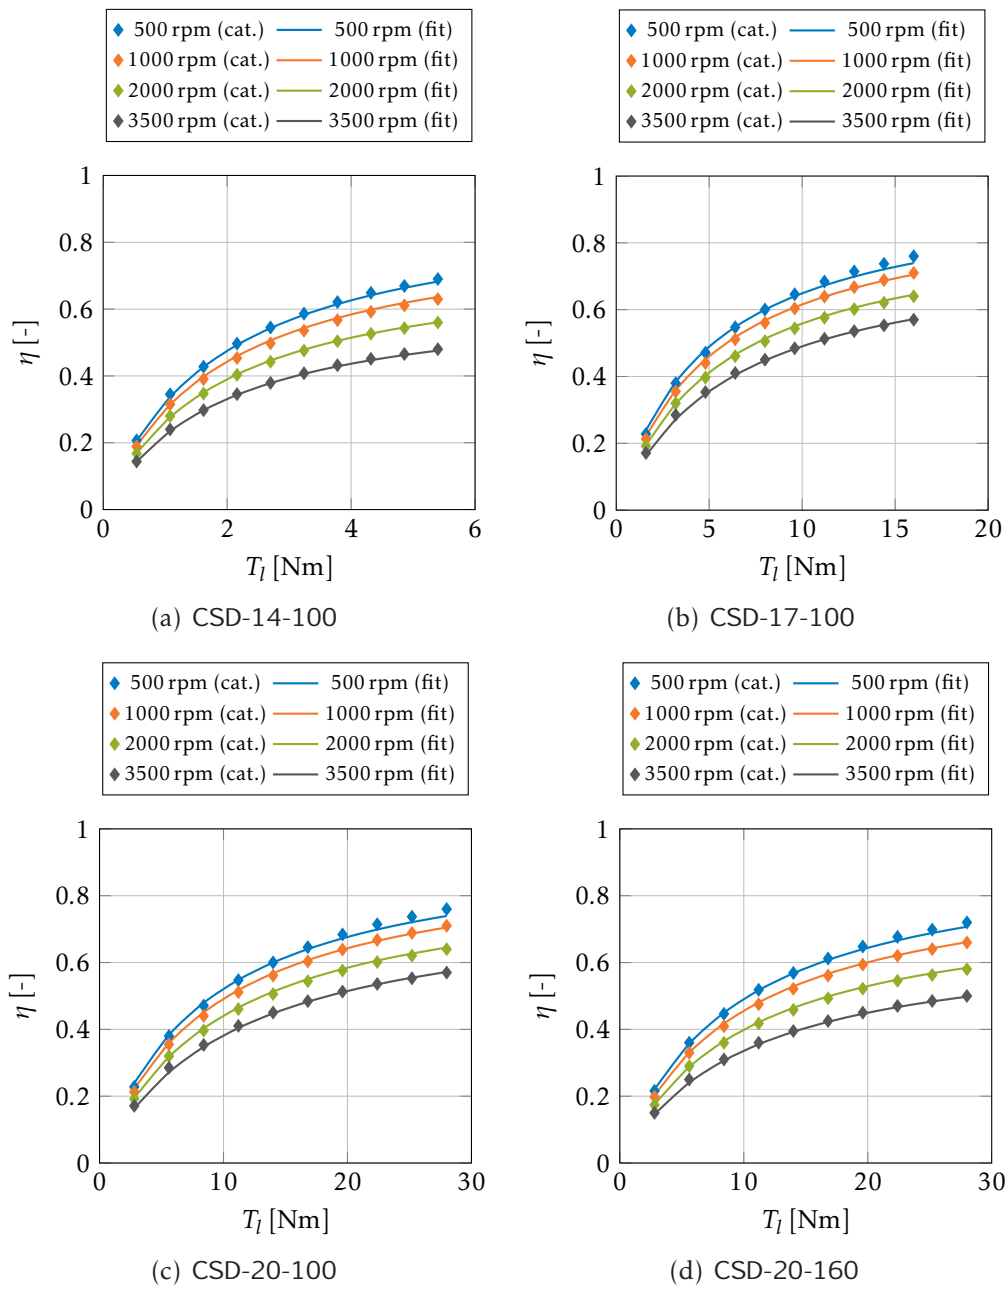 500 rpm (cat.) 500 rpm (fit)
1000 rpm (cat.) 1000 rpm (fit)
2000 rpm (cat.) 2000 rpm (fit)
3500 rpm (cat.) 3500 rpm (fit)
1
0.8
0.6
0.4
0.2
0
η [-]
0 2 4 6
T_l [Nm]
(a) CSD-14-100
500 rpm (cat.) 500 rpm (fit)
1000 rpm (cat.) 1000 rpm (fit)
2000 rpm (cat.) 2000 rpm (fit)
3500 rpm (cat.) 3500 rpm (fit)
1
0.8
0.6
0.4
0.2
0
η [-]
0 5 10 15 20
T_l [Nm]
(b) CSD-17-100
500 rpm (cat.) 500 rpm (fit)
1000 rpm (cat.) 1000 rpm (fit)
2000 rpm (cat.) 2000 rpm (fit)
3500 rpm (cat.) 3500 rpm (fit)
1
0.8
0.6
0.4
0.2
0
η [-]
0 10 20 30
T_l [Nm]
(c) CSD-20-100
500 rpm (cat.) 500 rpm (fit)
1000 rpm (cat.) 1000 rpm (fit)
2000 rpm (cat.) 2000 rpm (fit)
3500 rpm (cat.) 3500 rpm (fit)
1
0.8
0.6
0.4
0.2
0
η [-]
0 10 20 30
T_l [Nm]
(d) CSD-20-160